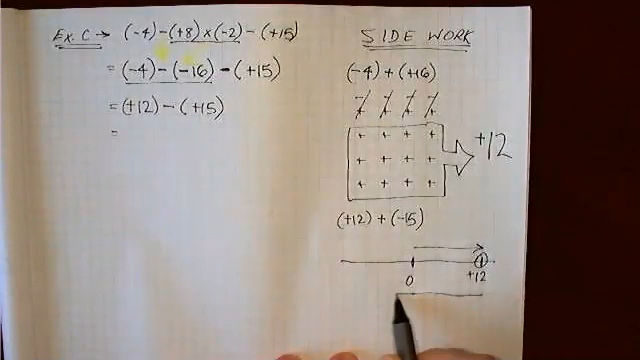 Ex. C → (-4) - (+8) × (-2) - (+15)
= (-4) - (-16) - (+15)
= (+12) - (+15)
=
SIDE WORK
(-4) + (+16)
+ + + +
+ + + +
+ + + +
+ + + +
+12
(+12) + (-15)
0 +12